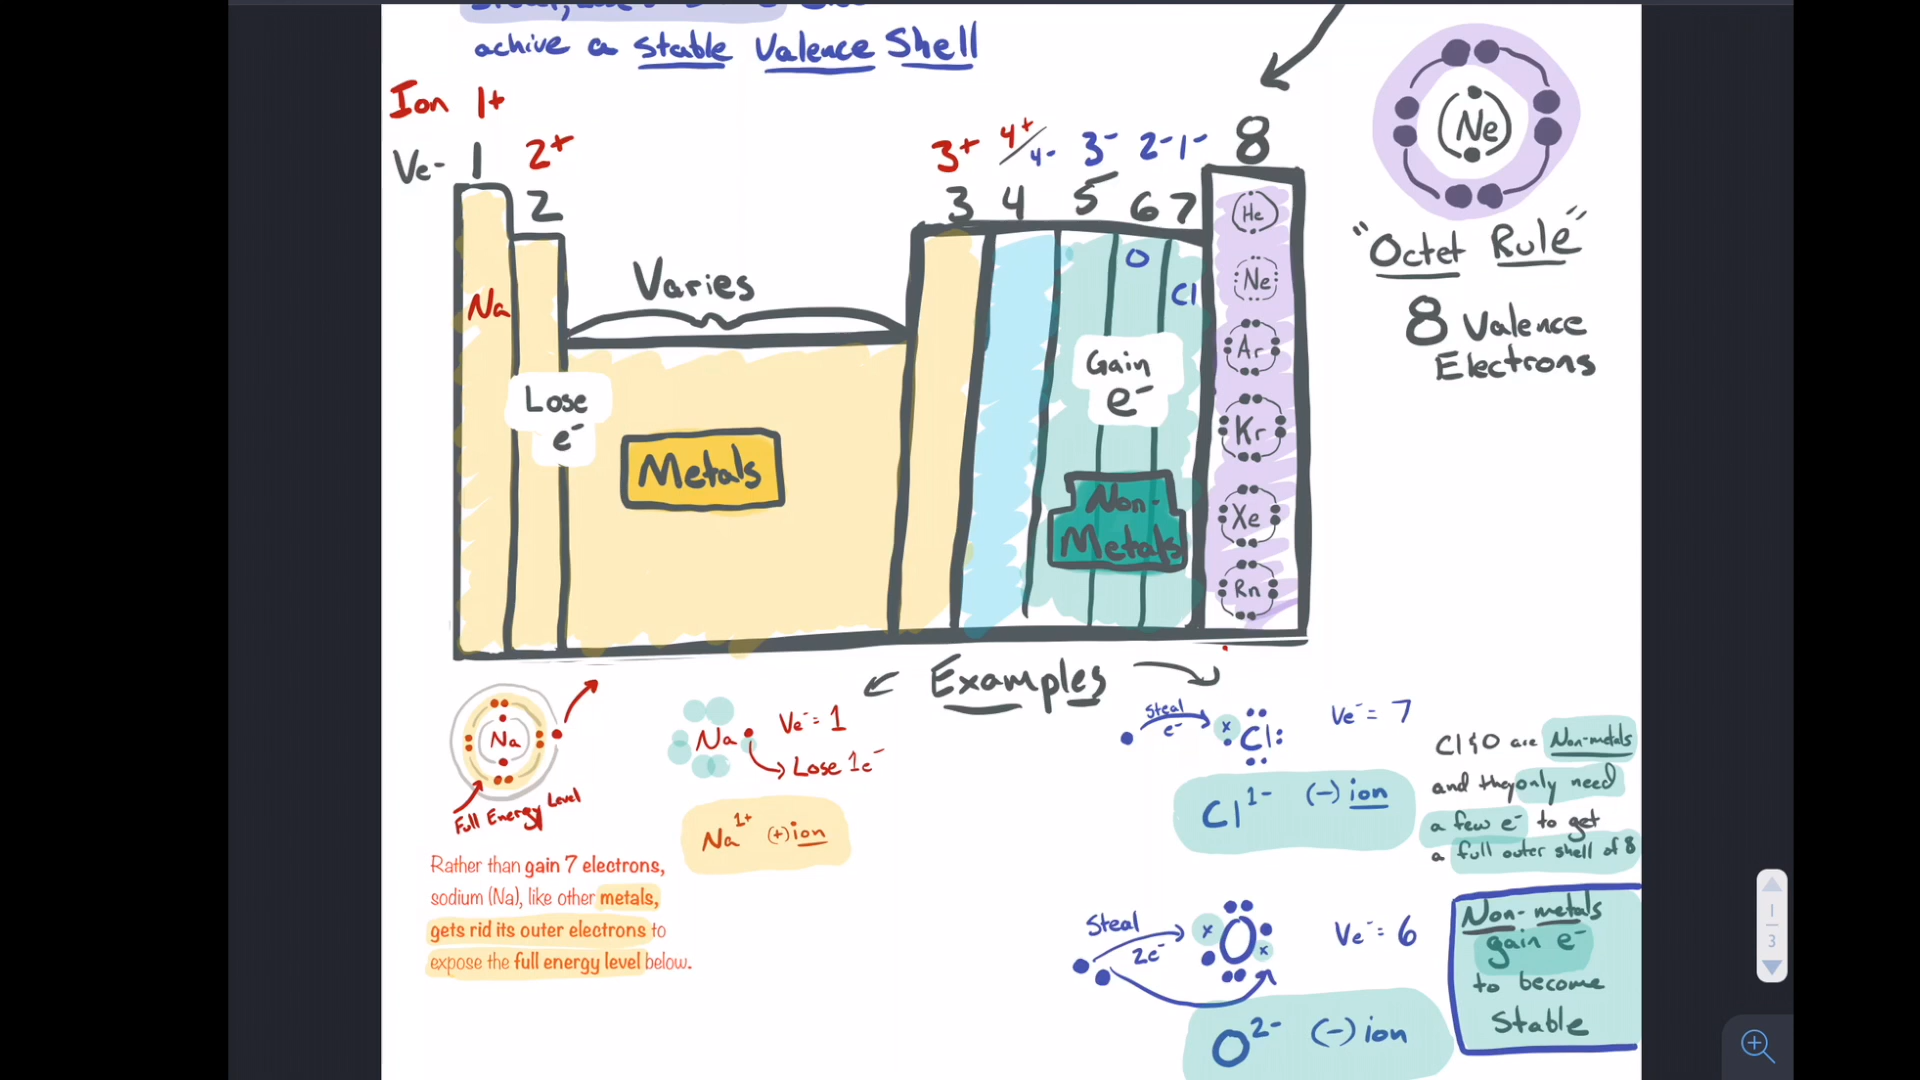 achive a Stable Valence Shell
Ion 1+
2+
3+
4+/4-
3-
2-
1-
Ve- 1
2
3
4
5
6
7
8
Varies
Na
O
Cl
Lose
e-
Metals
Gain
e-
Non-
Metals
He
Ne
Ar
Kr
Xe
Rn
Ne
"Octet Rule"
8 Valence
Electrons
Examples
Na
Full Energy Level
Rather than gain 7 electrons,
sodium (Na), like other metals,
gets rid its outer electrons to
expose the full energy level below.
Na
Ve-= 1
Lose 1e-
Na1+ (+) ion
Steal
e-
x
Cl
Ve-= 7
Cl1- (-) ion
Cl & O are Non-metals
and they only need
a few e- to get
a full outer shell of 8
Steal
2e-
x
O
x
Ve-= 6
O2- (-) ion
Non-metals
gain e-
to become
Stable
1
3